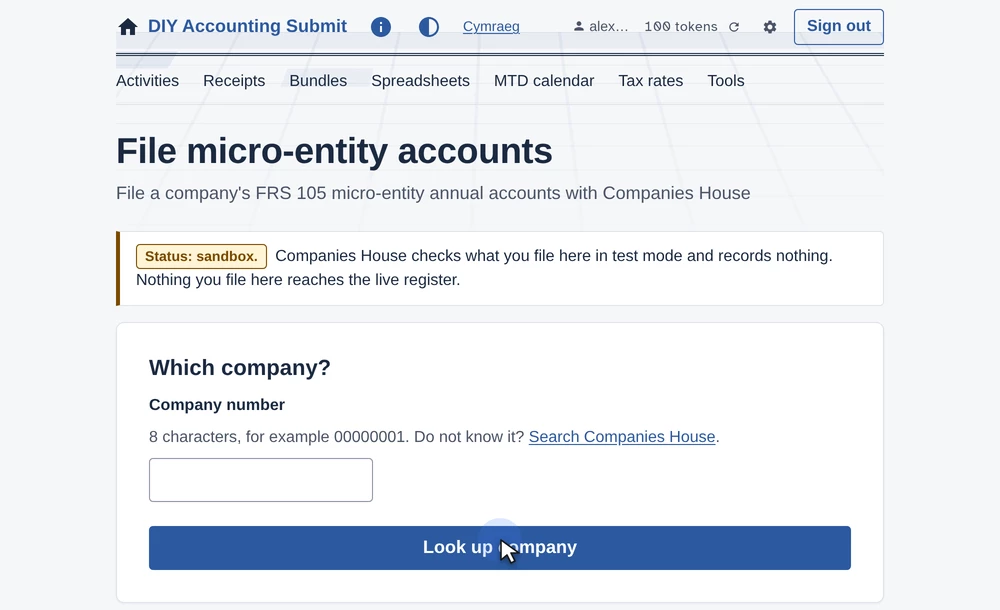 DIY Accounting Submit
Cymraeg
alex...
100 tokens
Sign out
Activities Receipts Bundles Spreadsheets MTD calendar Tax rates Tools
File micro-entity accounts
File a company's FRS 105 micro-entity annual accounts with Companies House
Status: sandbox. Companies House checks what you file here in test mode and records nothing.
Nothing you file here reaches the live register.
Which company?
Company number
8 characters, for example 00000001. Do not know it? Search Companies House.
Look up company